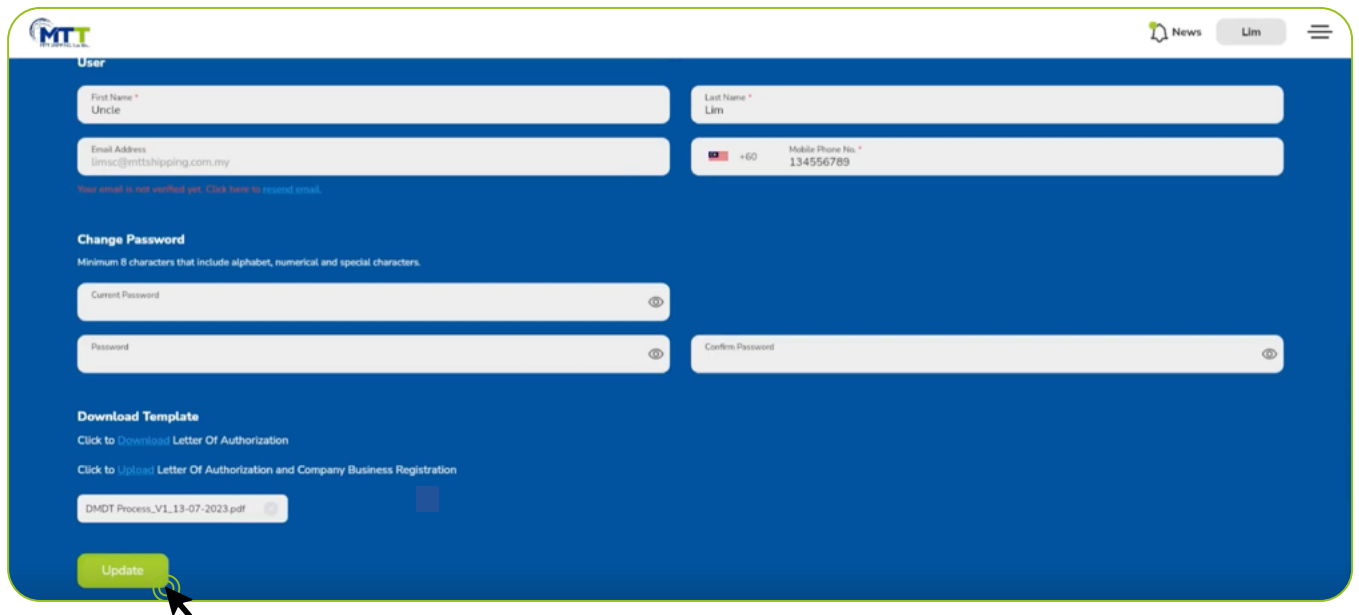 MTT
News
Lim
User
First Name *
Uncle
Last Name *
Lim
Email Address
limsc@mttshipping.com.my
+60
Mobile Phone No. *
134556789
Your email is not verified yet. Click here to resend email.
Change Password
Minimum 8 characters that include alphabet, numerical and special characters.
Current Password
Password
Confirm Password
Download Template
Click to Download Letter Of Authorization
Click to Upload Letter Of Authorization and Company Business Registration
DMDT Process_V1_13-07-2023.pdf
Update